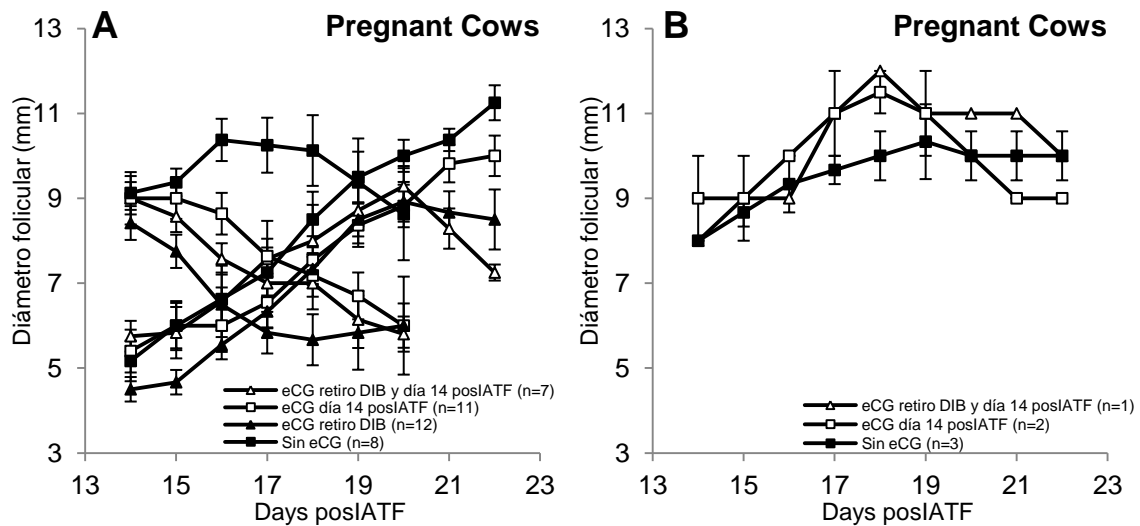 A
Pregnant Cows
Diámetro folicular (mm)
13
11
9
7
5
3
eCG retiro DIB y día 14 posIATF (n=7)
eCG día 14 posIATF (n=11)
eCG retiro DIB (n=12)
Sin eCG (n=8)
13
15
17
19
21
23
Days posIATF
B
Pregnant Cows
Diámetro folicular (mm)
13
11
9
7
5
3
eCG retiro DIB y día 14 posIATF (n=1)
eCG día 14 posIATF (n=2)
Sin eCG (n=3)
13
15
17
19
21
23
Days posIATF